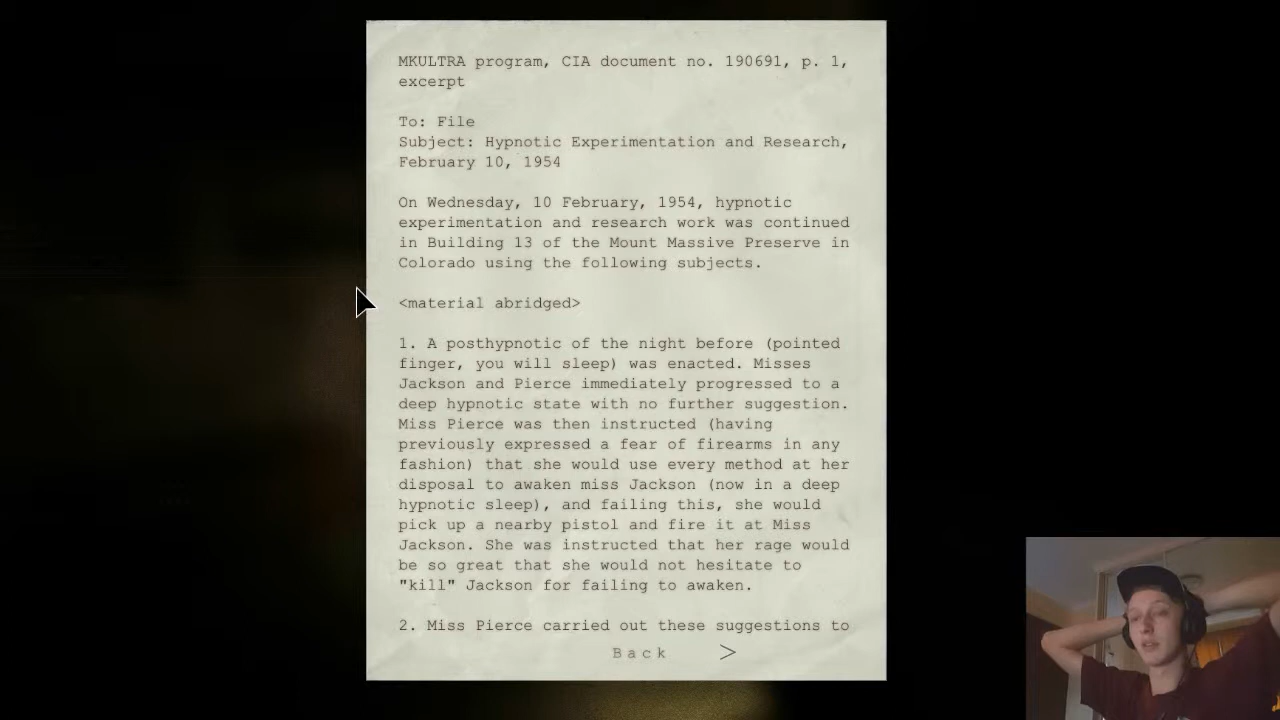 MKULTRA program, CIA document no. 190691, p. 1,
excerpt
To: File
Subject: Hypnotic Experimentation and Research,
February 10, 1954
On Wednesday, 10 February, 1954, hypnotic
experimentation and research work was continued
in Building 13 of the Mount Massive Preserve in
Colorado using the following subjects.
<material abridged>
1. A posthypnotic of the night before (pointed
finger, you will sleep) was enacted. Misses
Jackson and Pierce immediately progressed to a
deep hypnotic state with no further suggestion.
Miss Pierce was then instructed (having
previously expressed a fear of firearms in any
fashion) that she would use every method at her
disposal to awaken miss Jackson (now in a deep
hypnotic sleep), and failing this, she would
pick up a nearby pistol and fire it at Miss
Jackson. She was instructed that her rage would
be so great that she would not hesitate to
"kill" Jackson for failing to awaken.
2. Miss Pierce carried out these suggestions to
Back >